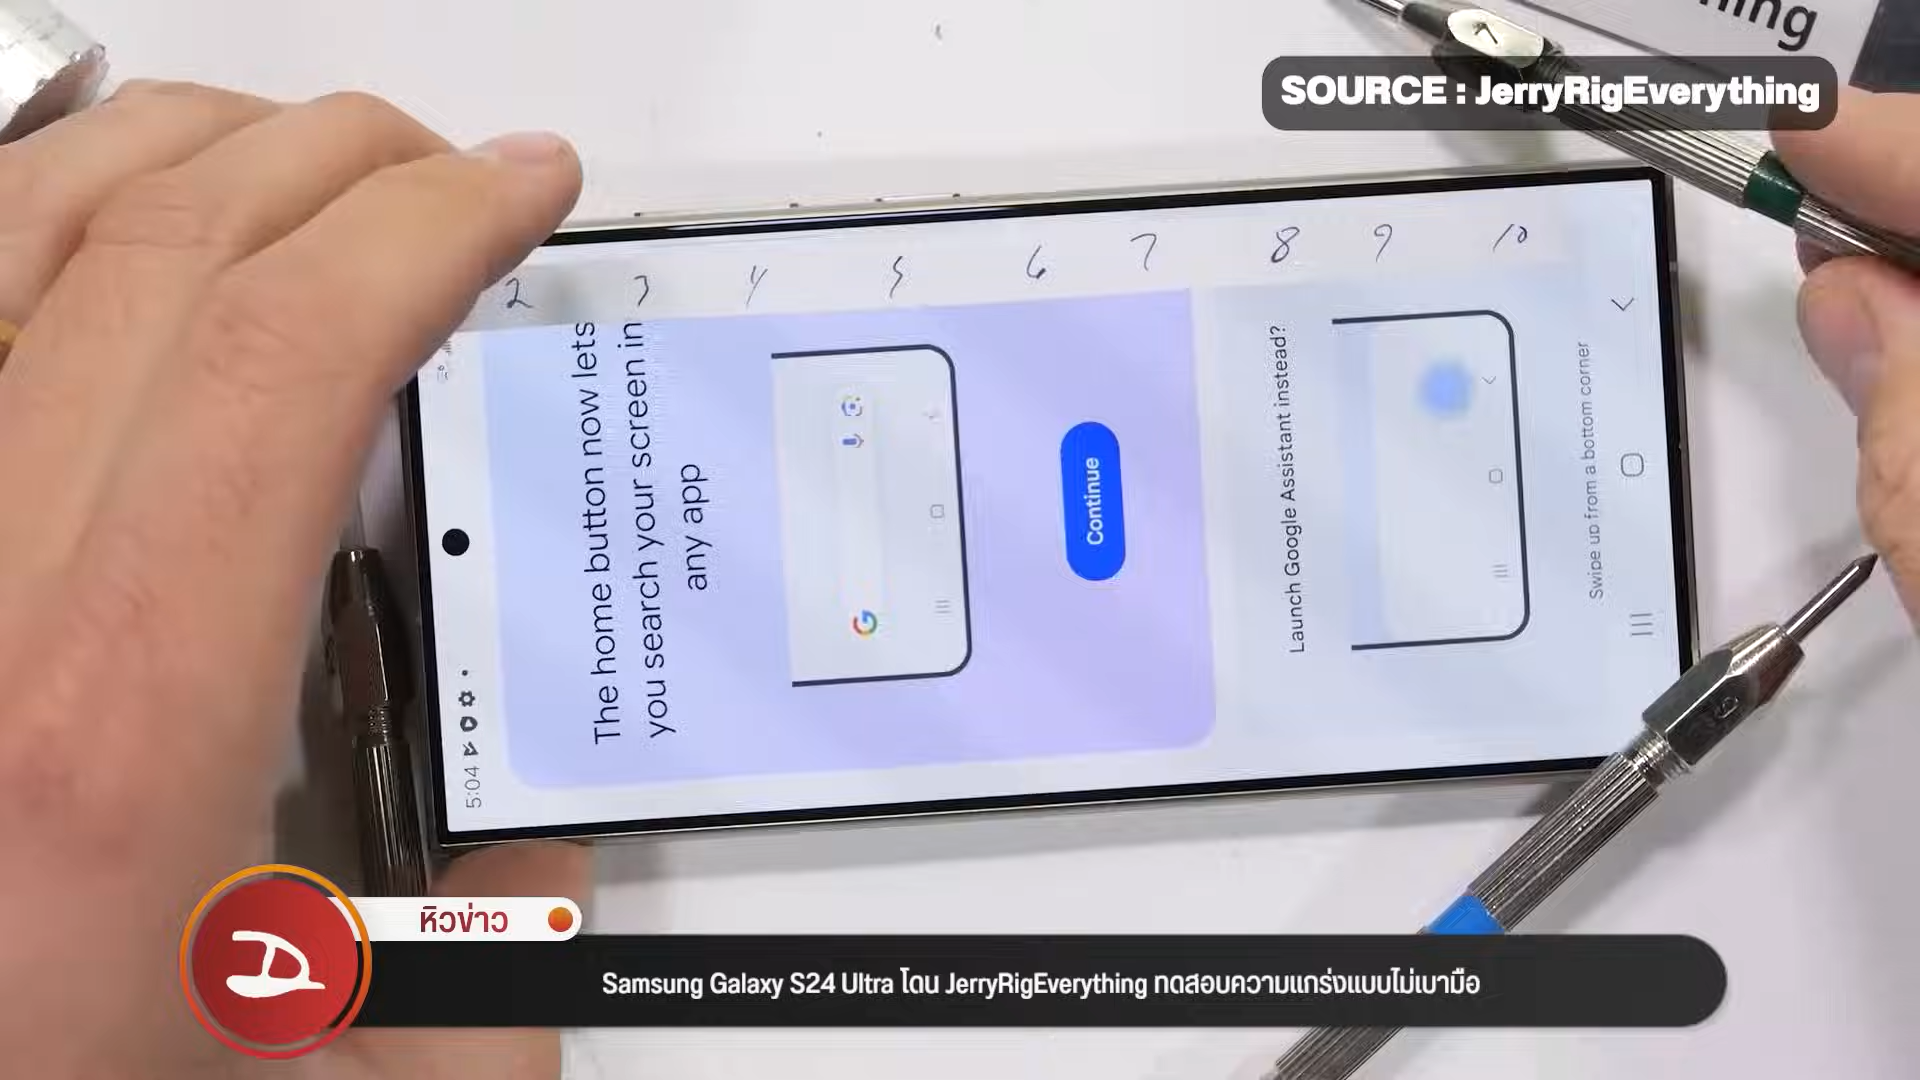 ning
SOURCE : JerryRigEverything
2 3 4 5 6 7 8 9 10
5:04
The home button now lets
you search your screen in
any app
Continue
Launch Google Assistant instead?
Swipe up from a bottom corner
หิวข่าว
Samsung Galaxy S24 Ultra โดน JerryRigEverything ทดสอบความแกร่งแบบไม่เบามือ